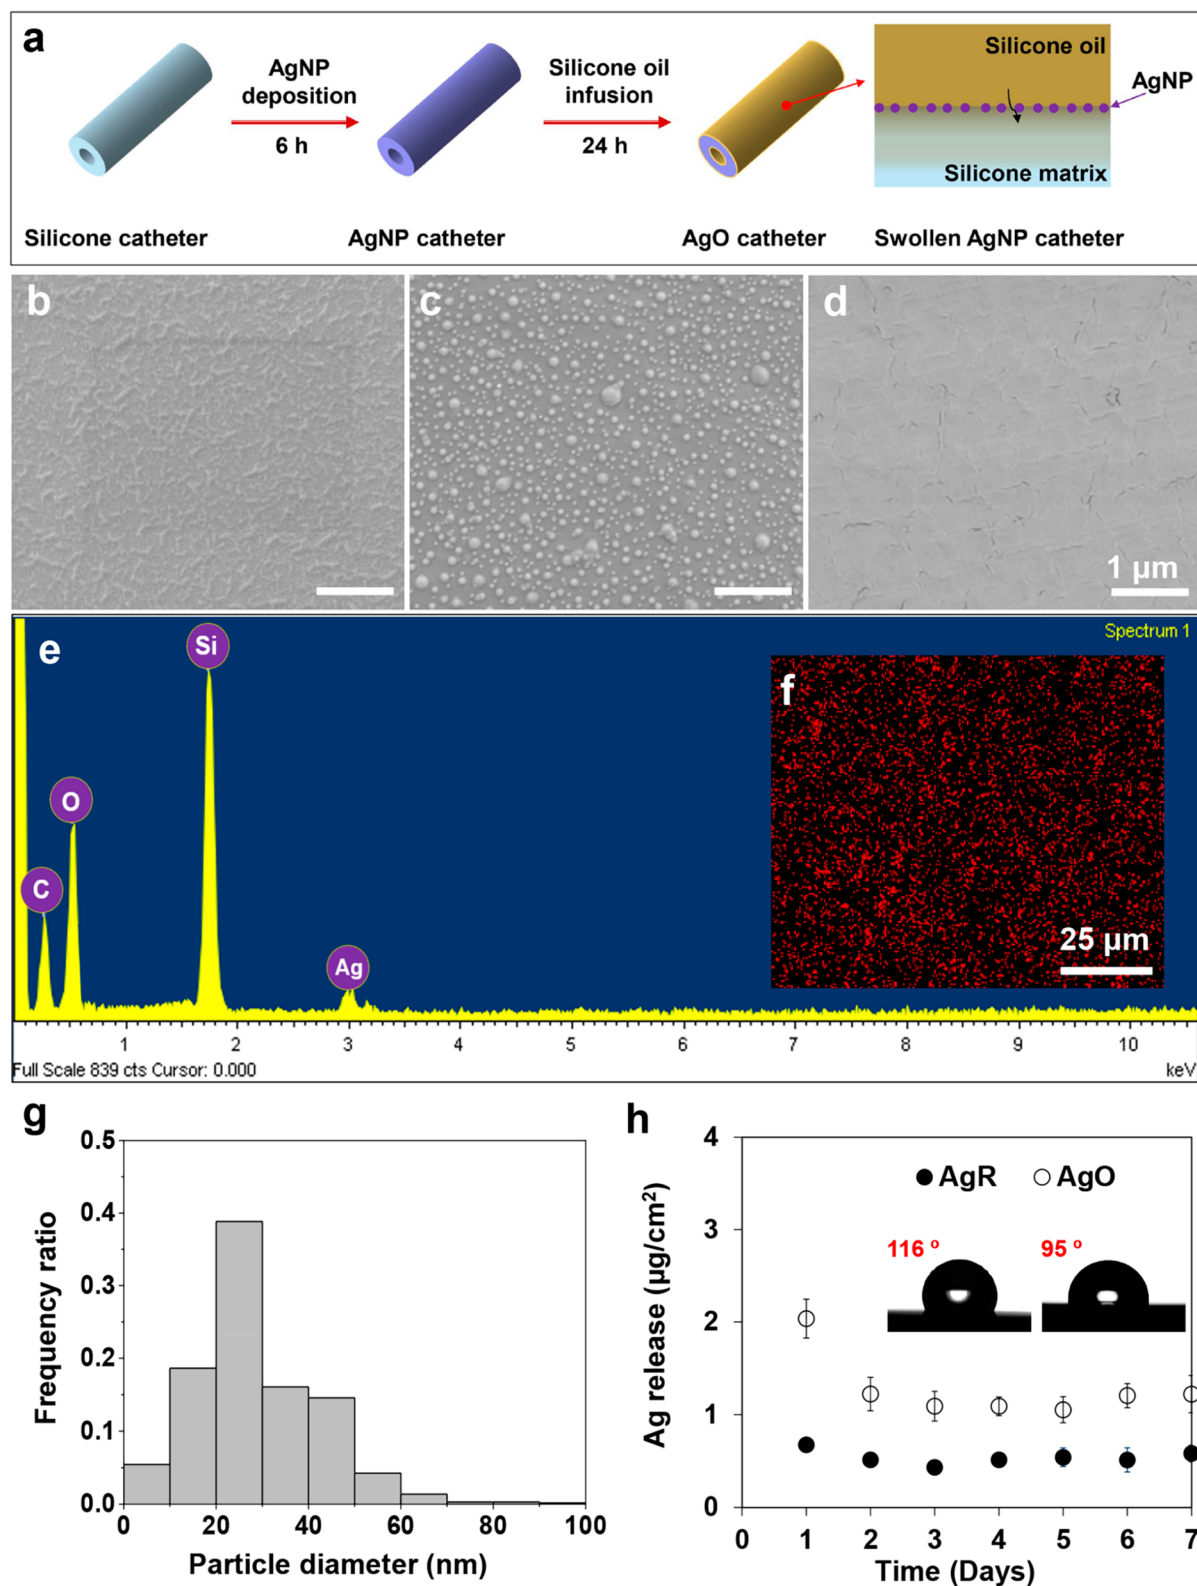 a
AgNP
deposition
6 h
Silicone oil
infusion
24 h
Silicone oil
AgNP
Silicone matrix
Silicone catheter
AgNP catheter
AgO catheter
Swollen AgNP catheter
b
c
d
1 µm
e
Spectrum 1
Si
O
C
Ag
f
25 µm
1 2 3 4 5 6 7 8 9 10
Full Scale 839 cts Cursor: 0.000
keV
g
0.5
0.4
0.3
0.2
0.1
0.0
Frequency ratio
0 20 40 60 80 100
Particle diameter (nm)
h
4
3
2
1
0
Ag release (µg/cm²)
AgR
AgO
116 º
95 º
0 1 2 3 4 5 6 7
Time (Days)